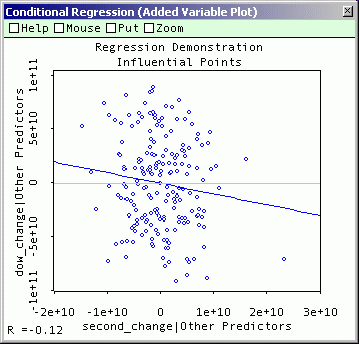 Conditional Regression (Added Variable Plot)
Help Mouse Put Zoom
Regression Demonstration
Influential Points
dow_change|Other Predictors
1e+11
5e+10
0
-5e+10
-1e+11
-2e+10 -1e+10 0 1e+10 2e+10 3e+10
second_change|Other Predictors
R =-0.12